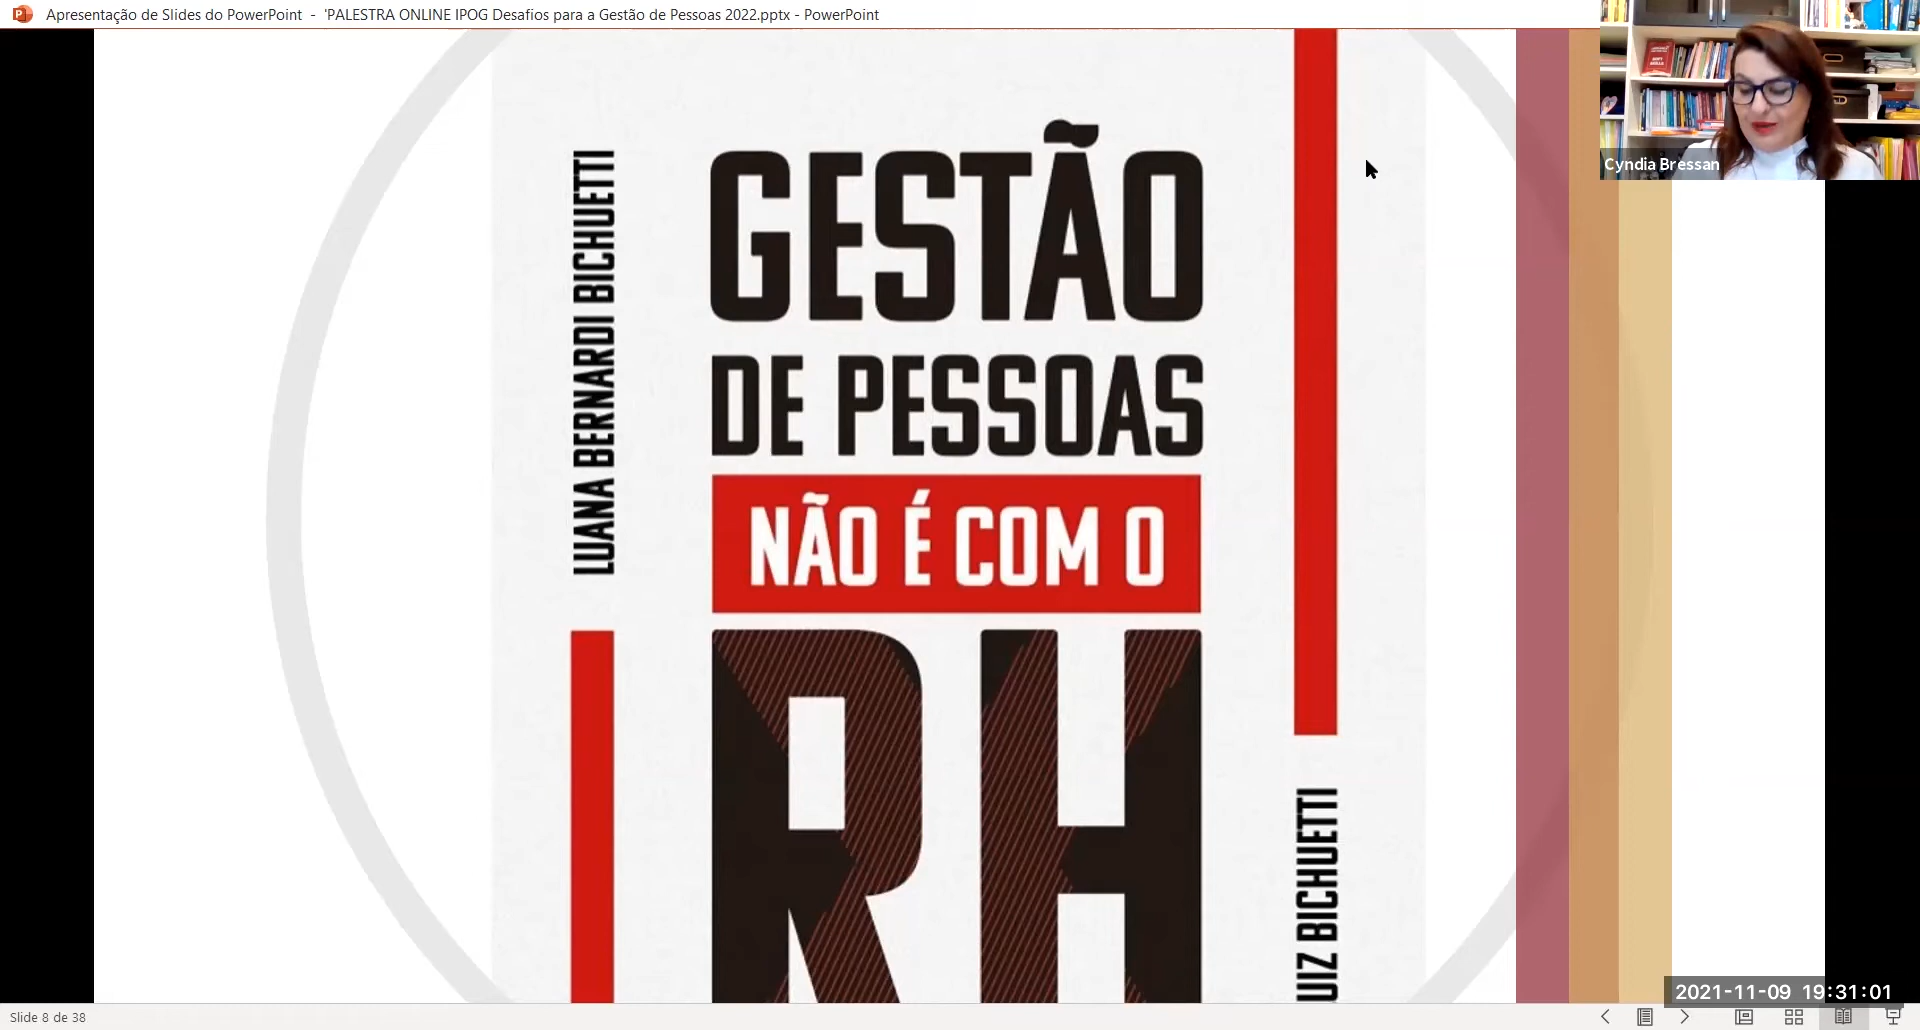 Apresentação de Slides do PowerPoint - 'PALESTRA ONLINE IPOG Desafios para a Gestão de Pessoas 2022.pptx - PowerPoint
Cyndia Bressan
LUANA BERNARDI BICHUETTI
GESTÃO
DE PESSOAS
NÃO É COM O
RH
UIZ BICHUETTI
2021-11-09 19:31:01
Slide 8 de 38